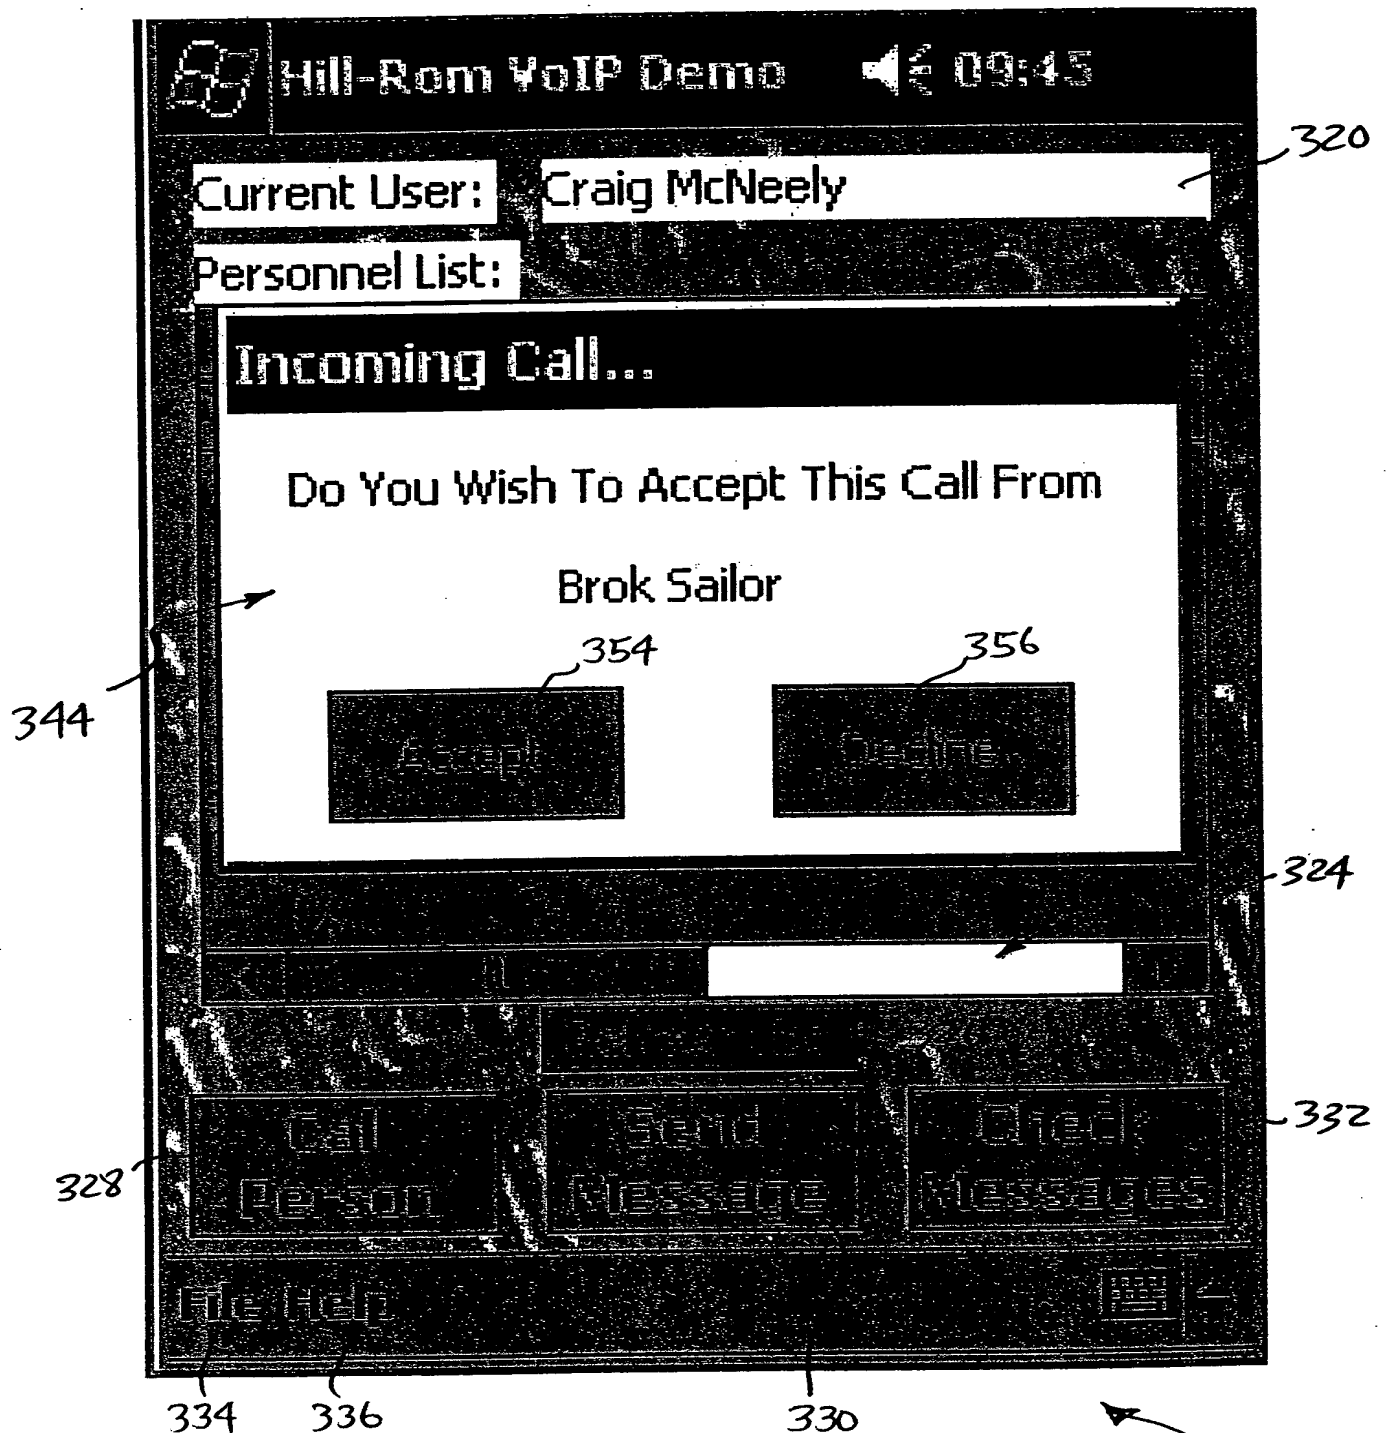 Hill-Rom VoIP Demo 09:45
320
Current User: Craig McNeely
Personnel List:
Incoming Call...
Do You Wish To Accept This Call From
Brok Sailor
354 356
344
Accept Decline
324
Call Person
Send Message
Check Messages
332
328
File Help
334 336 330